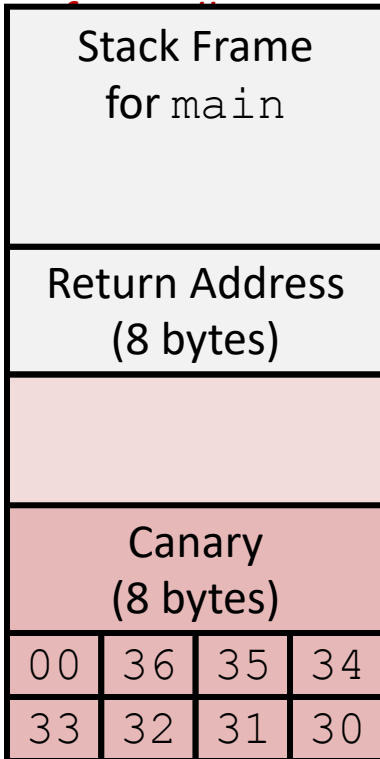 Stack Frame
for main
Return Address
(8 bytes)
Canary
(8 bytes)
00 36 35 34
33 32 31 30